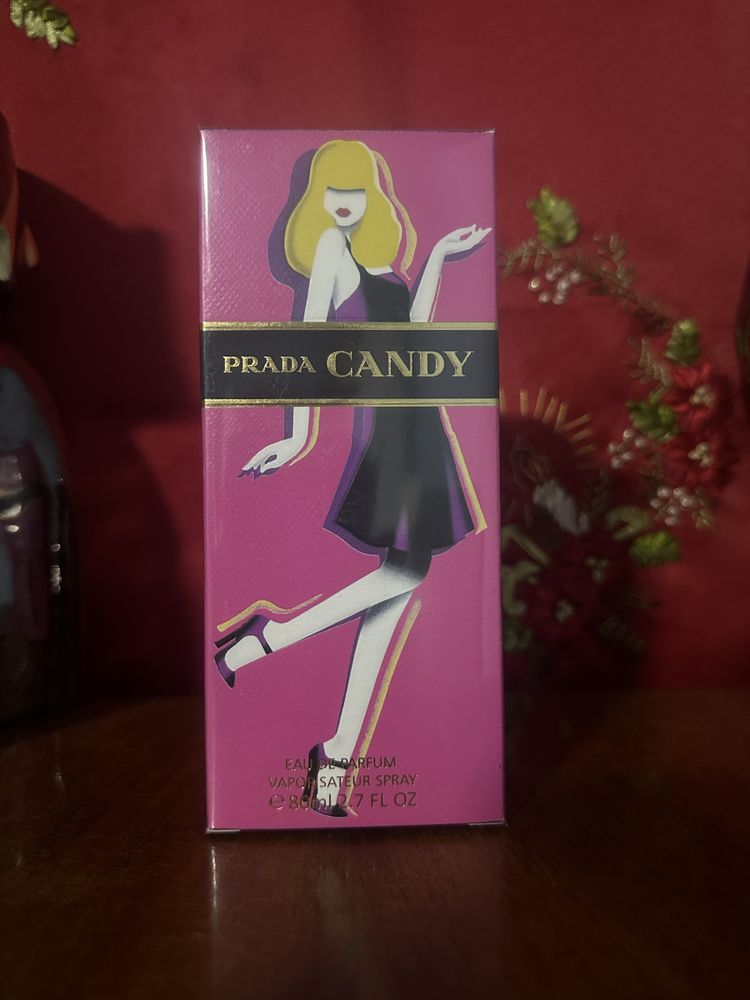 PRADA CANDY
EAU DE PARFUM
VAPORISATEUR SPRAY
℮ 80ml 2.7 FL OZ